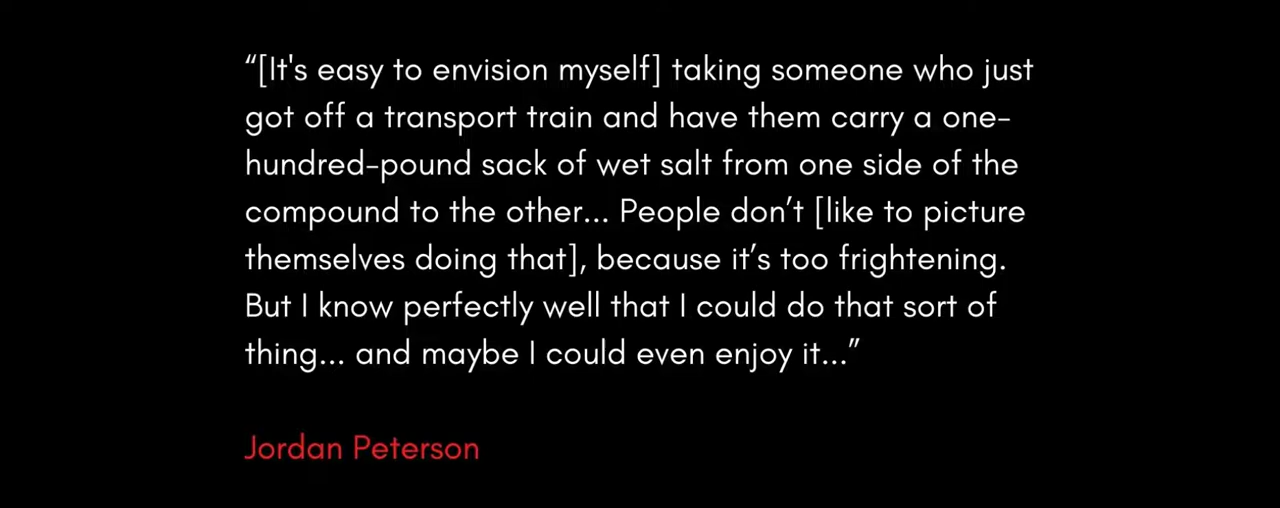 “[It's easy to envision myself] taking someone who just
got off a transport train and have them carry a one-
hundred-pound sack of wet salt from one side of the
compound to the other... People don’t [like to picture
themselves doing that], because it’s too frightening.
But I know perfectly well that I could do that sort of
thing... and maybe I could even enjoy it...”
Jordan Peterson